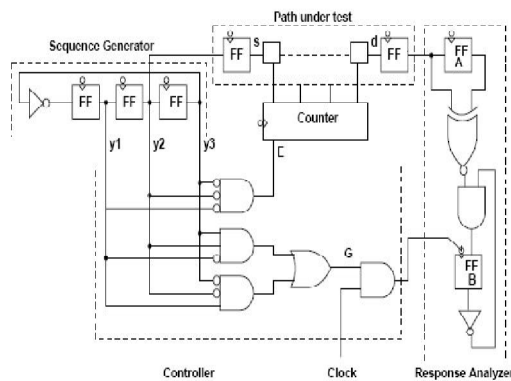 Path under test
Sequence Generator
FF
s
d
FF
FF
A
FF
FF
FF
Counter
y1
y2
y3
E
G
FF
B
Controller
Clock
Response Analyzer